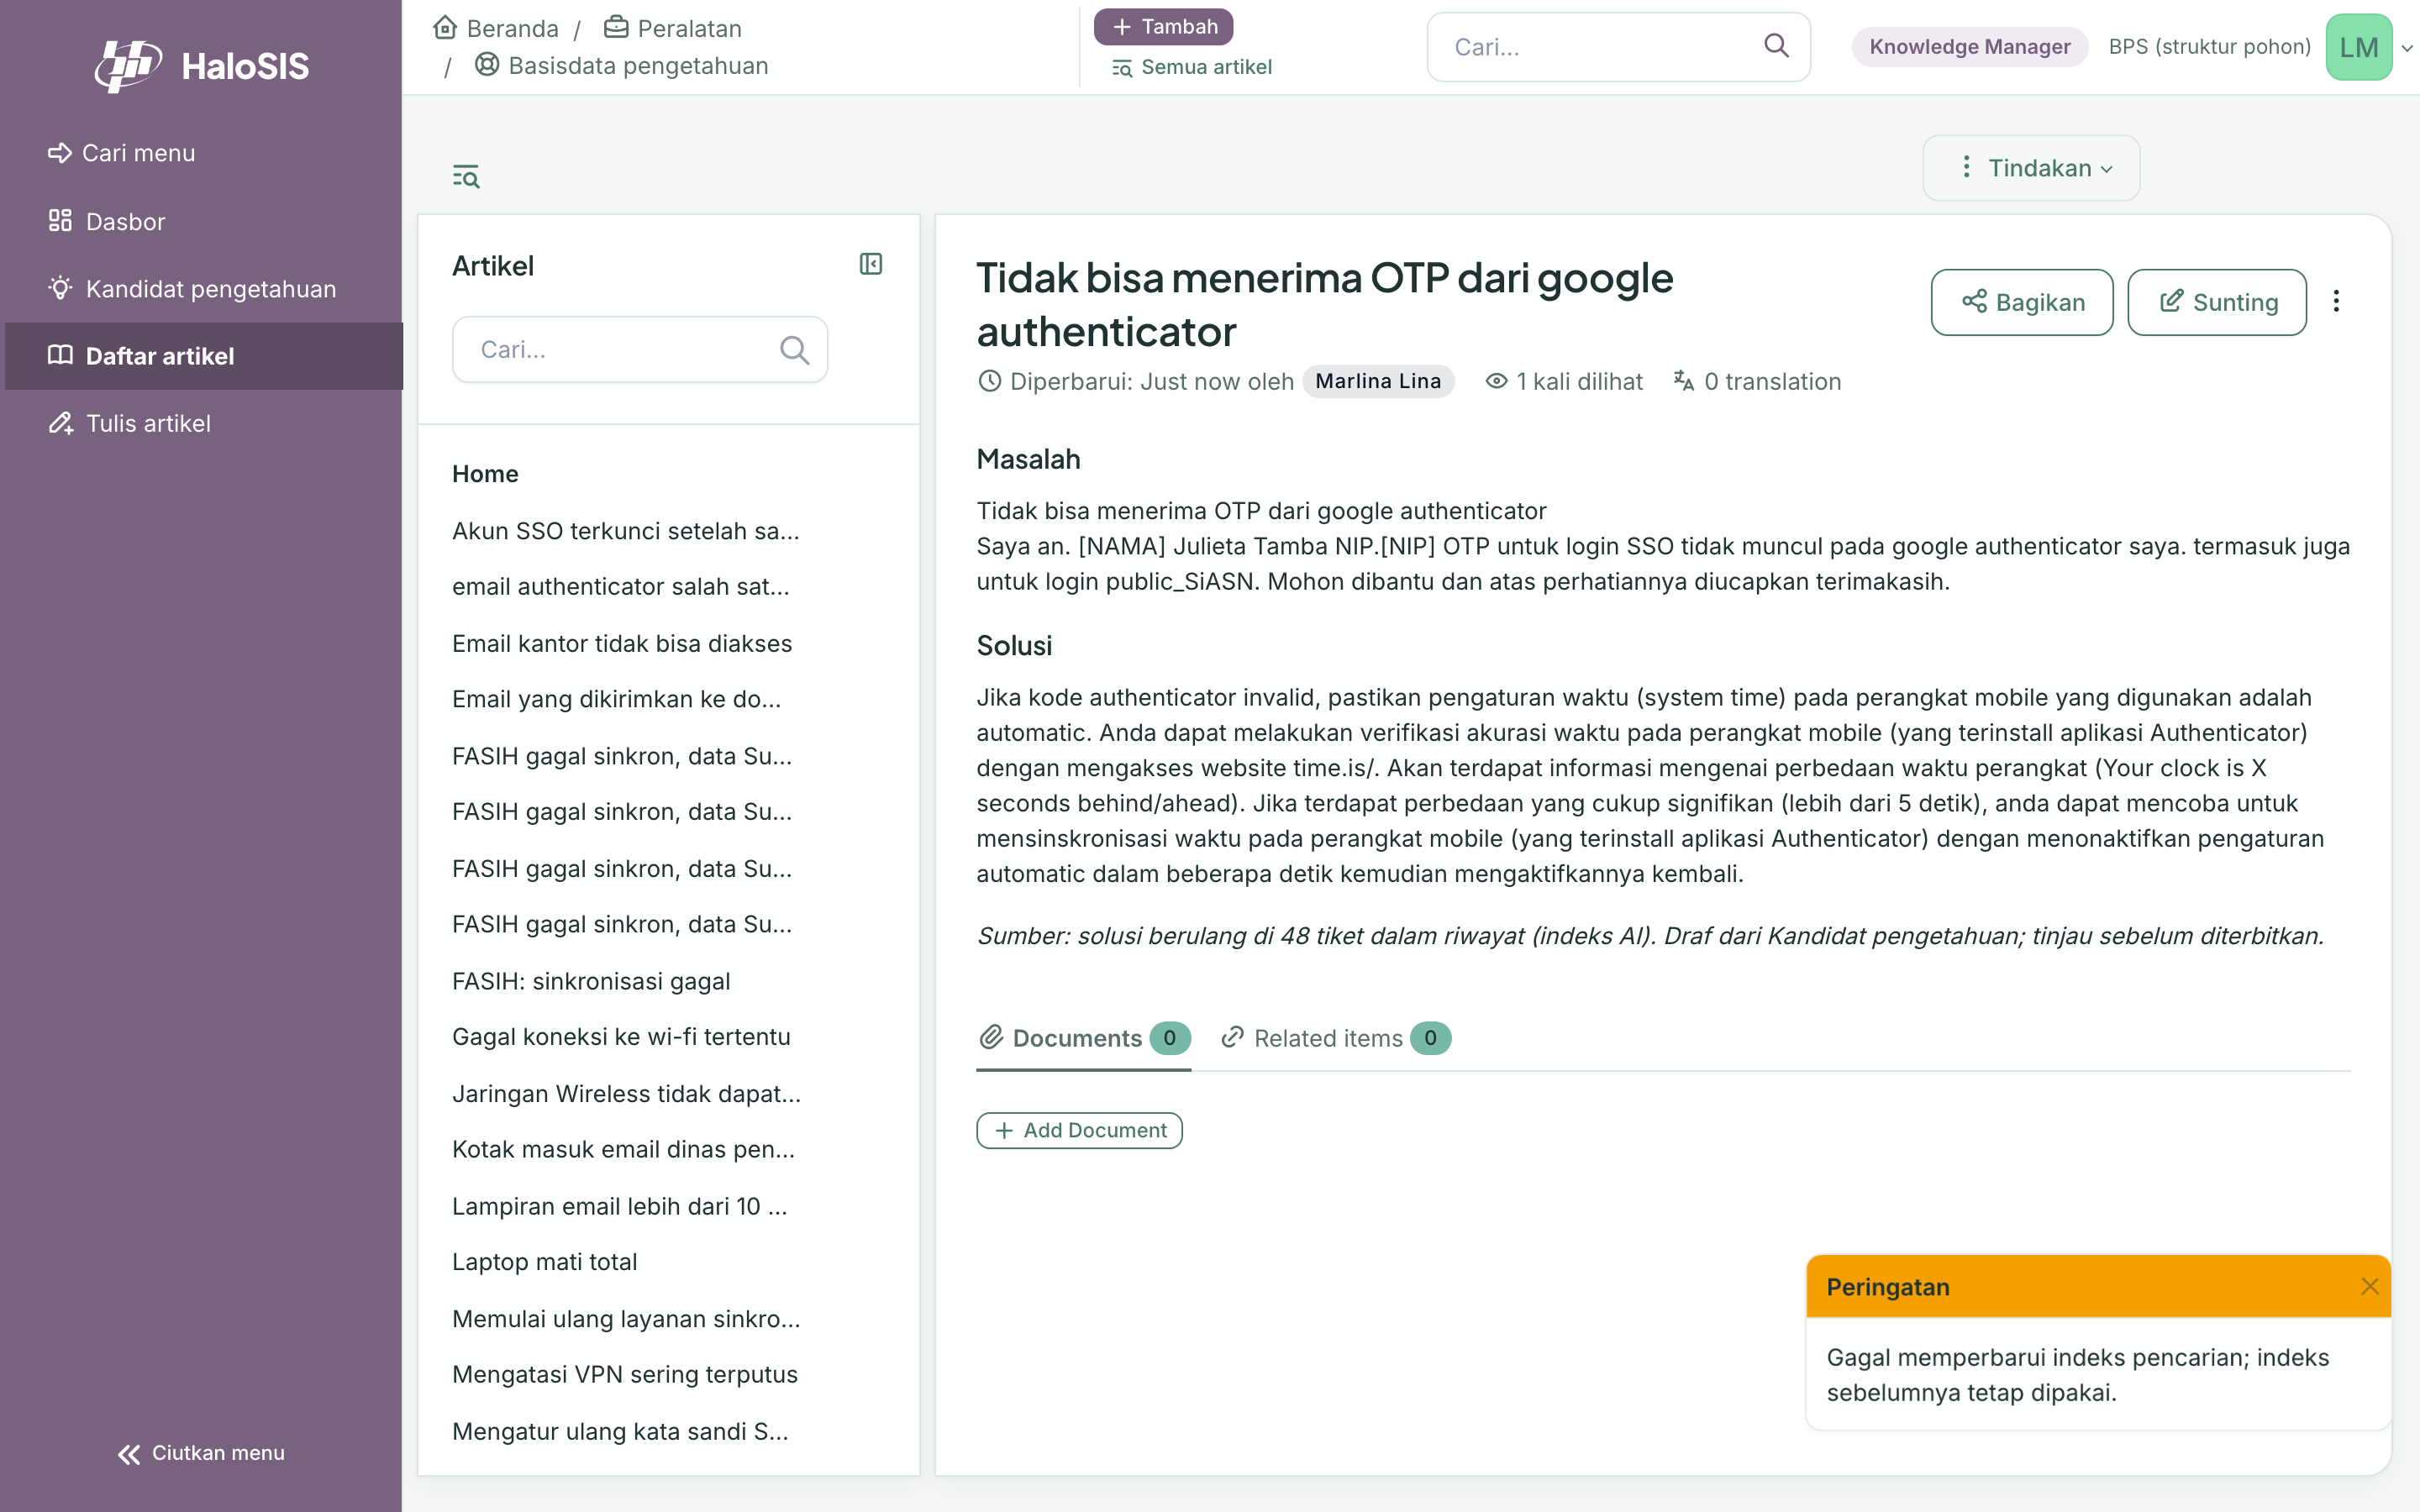 HaloSIS
Cari menu
Dasbor
Kandidat pengetahuan
Daftar artikel
Tulis artikel
Ciutkan menu
Beranda / Peralatan
/ Basisdata pengetahuan
+ Tambah
Semua artikel
Cari...
Knowledge Manager
BPS (struktur pohon)
LM
Tindakan
Artikel
Cari...
Home
Akun SSO terkunci setelah sa...
email authenticator salah sat...
Email kantor tidak bisa diakses
Email yang dikirimkan ke do...
FASIH gagal sinkron, data Su...
FASIH gagal sinkron, data Su...
FASIH gagal sinkron, data Su...
FASIH gagal sinkron, data Su...
FASIH: sinkronisasi gagal
Gagal koneksi ke wi-fi tertentu
Jaringan Wireless tidak dapat...
Kotak masuk email dinas pen...
Lampiran email lebih dari 10 ...
Laptop mati total
Memulai ulang layanan sinkro...
Mengatasi VPN sering terputus
Mengatur ulang kata sandi S...
Tidak bisa menerima OTP dari google
authenticator
Bagikan
Sunting
Diperbarui: Just now oleh Marlina Lina 1 kali dilihat 0 translation
Masalah
Tidak bisa menerima OTP dari google authenticator
Saya an. [NAMA] Julieta Tamba NIP.[NIP] OTP untuk login SSO tidak muncul pada google authenticator saya. termasuk juga
untuk login public_SiASN. Mohon dibantu dan atas perhatiannya diucapkan terimakasih.
Solusi
Jika kode authenticator invalid, pastikan pengaturan waktu (system time) pada perangkat mobile yang digunakan adalah
automatic. Anda dapat melakukan verifikasi akurasi waktu pada perangkat mobile (yang terinstall aplikasi Authenticator)
dengan mengakses website time.is/. Akan terdapat informasi mengenai perbedaan waktu perangkat (Your clock is X
seconds behind/ahead). Jika terdapat perbedaan yang cukup signifikan (lebih dari 5 detik), anda dapat mencoba untuk
mensinskronisasi waktu pada perangkat mobile (yang terinstall aplikasi Authenticator) dengan menonaktifkan pengaturan
automatic dalam beberapa detik kemudian mengaktifkannya kembali.
Sumber: solusi berulang di 48 tiket dalam riwayat (indeks AI). Draf dari Kandidat pengetahuan; tinjau sebelum diterbitkan.
Documents 0 Related items 0
+ Add Document
Peringatan
Gagal memperbarui indeks pencarian; indeks
sebelumnya tetap dipakai.